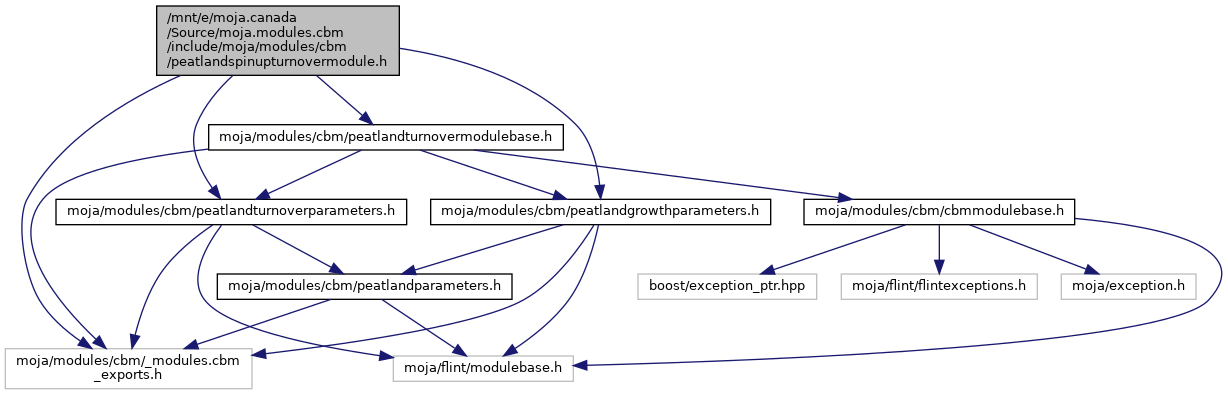 /mnt/e/moja.canada
/Source/moja.modules.cbm
/include/moja/modules/cbm
/peatlandspinupturnovermodule.h
moja/modules/cbm/peatlandturnovermodulebase.h
moja/modules/cbm/peatlandturnoverparameters.h
moja/modules/cbm/peatlandgrowthparameters.h
moja/modules/cbm/cbmmodulebase.h
moja/modules/cbm/peatlandparameters.h
boost/exception_ptr.hpp
moja/flint/flintexceptions.h
moja/exception.h
moja/modules/cbm/_modules.cbm
_exports.h
moja/flint/modulebase.h